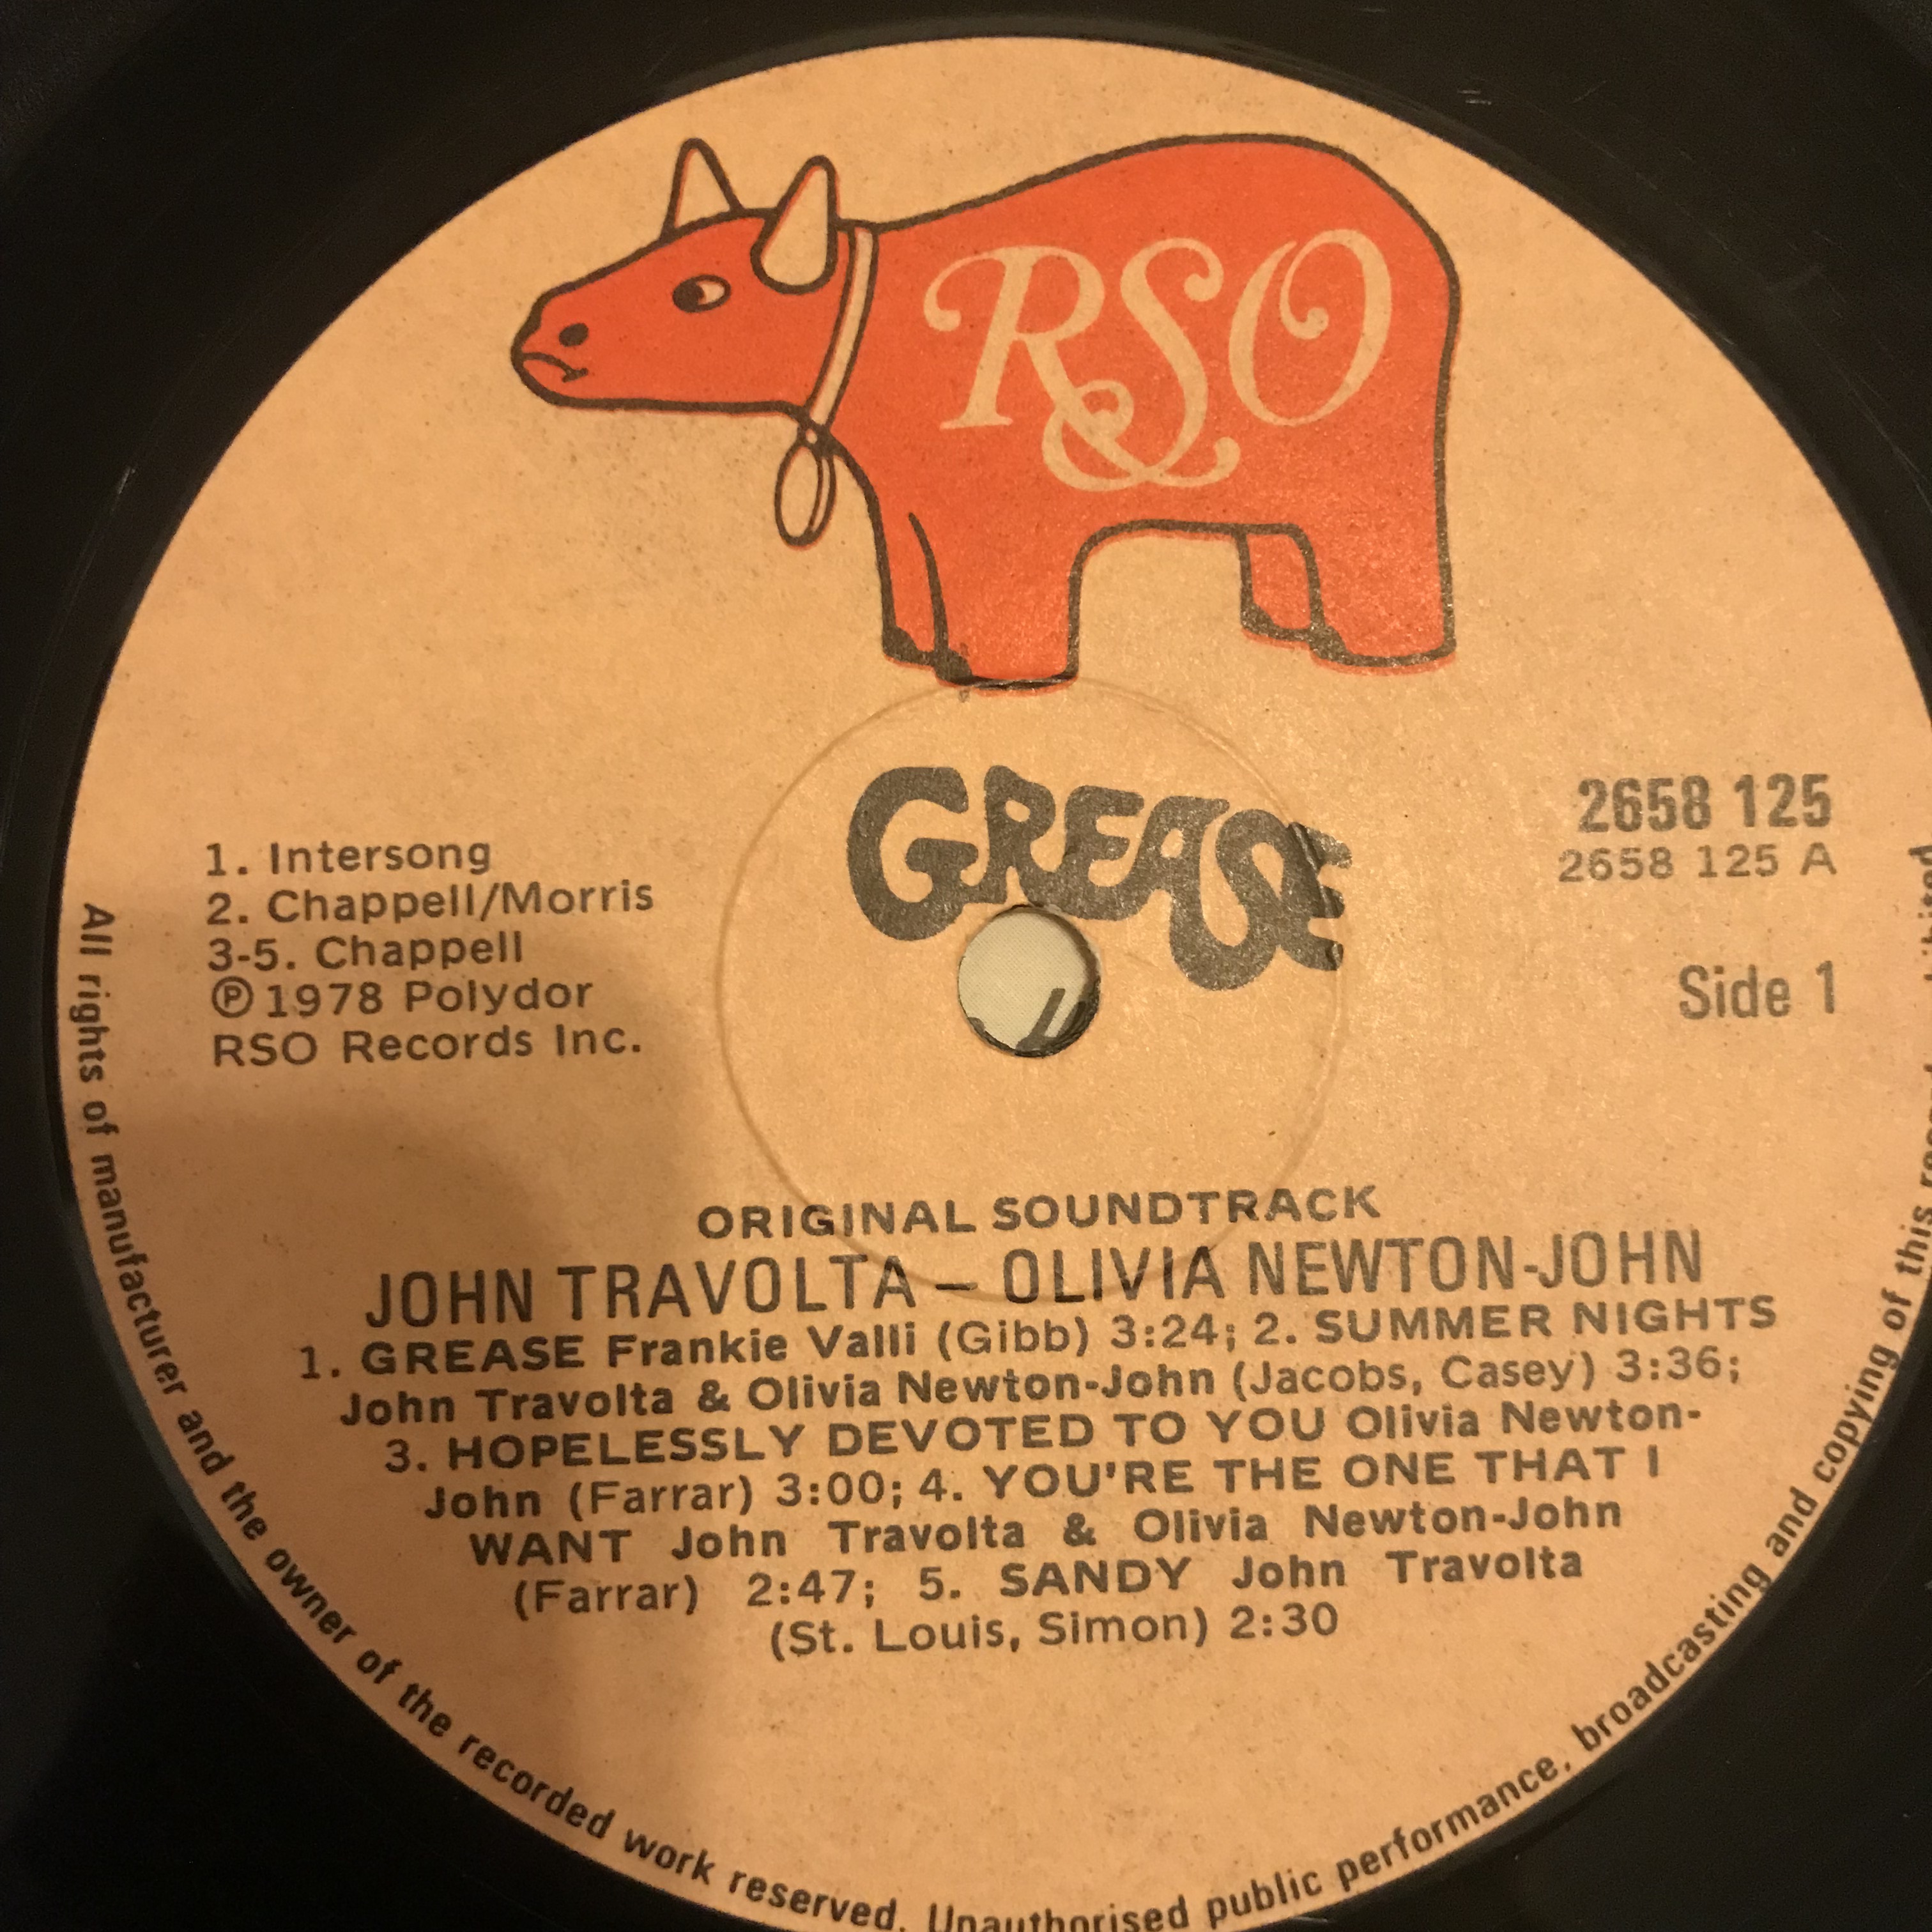 RSO
GREASE
2658 125
2658 125 A
Side 1
1. Intersong
2. Chappell/Morris
3-5. Chappell
℗ 1978 Polydor
RSO Records Inc.
ORIGINAL SOUNDTRACK
JOHN TRAVOLTA – OLIVIA NEWTON-JOHN
1. GREASE Frankie Valli (Gibb) 3:24; 2. SUMMER NIGHTS
John Travolta & Olivia Newton-John (Jacobs, Casey) 3:36;
3. HOPELESSLY DEVOTED TO YOU Olivia Newton-
John (Farrar) 3:00; 4. YOU'RE THE ONE THAT I
WANT John Travolta & Olivia Newton-John
(Farrar) 2:47; 5. SANDY John Travolta
(St. Louis, Simon) 2:30
All rights of manufacturer and the owner of the recorded work reserved. Unauthorised public performance, broadcasting and copying of this